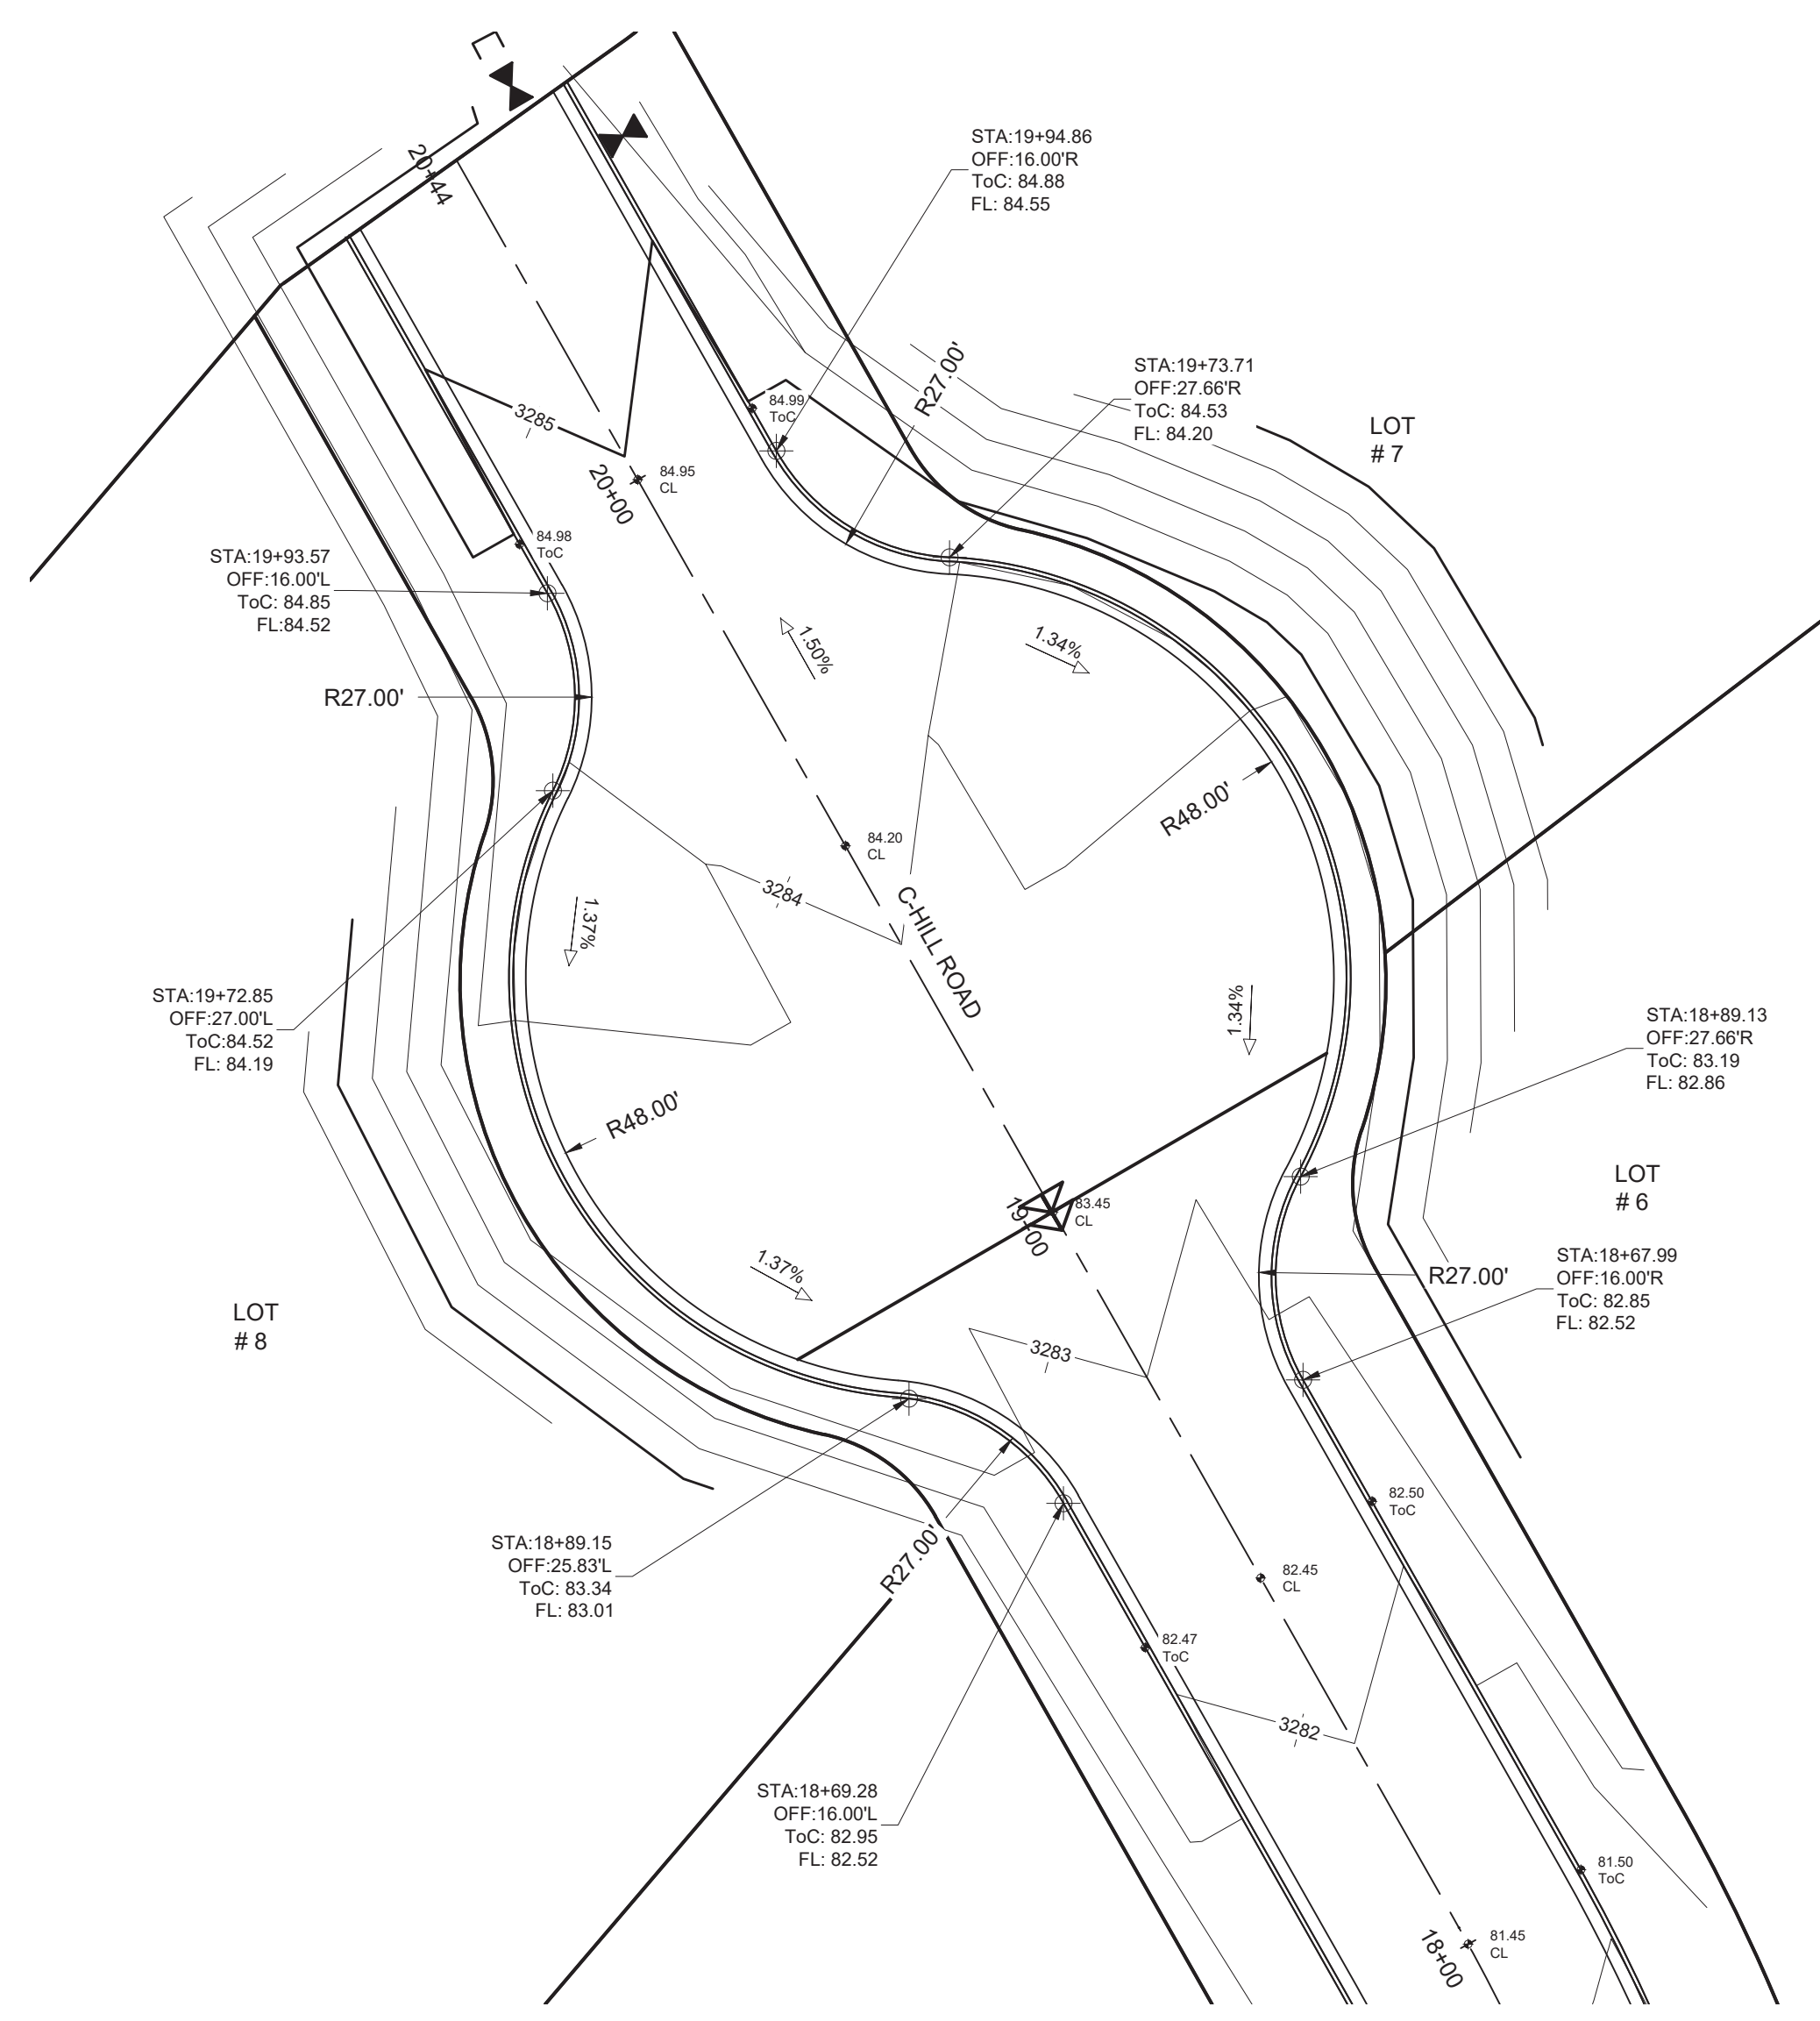 20+44
STA:19+94.86
OFF:16.00'R
ToC: 84.88
FL: 84.55
R27.00'
STA:19+73.71
OFF:27.66'R
ToC: 84.53
FL: 84.20
LOT
# 7
84.99
ToC
3285
84.95
CL
20+00
84.98
ToC
STA:19+93.57
OFF:16.00'L
ToC: 84.85
FL:84.52
1.50%
1.34%
R27.00'
R48.00'
84.20
CL
3284
C-HILL ROAD
1.37%
STA:19+72.85
OFF:27.00'L
ToC:84.52
FL: 84.19
1.34%
STA:18+89.13
OFF:27.66'R
ToC: 83.19
FL: 82.86
R48.00'
LOT
# 6
83.45
CL
19+00
1.37%
STA:18+67.99
OFF:16.00'R
ToC: 82.85
FL: 82.52
R27.00'
LOT
# 8
3283
82.50
ToC
STA:18+89.15
OFF:25.83'L
ToC: 83.34
FL: 83.01
R27.00'
82.45
CL
82.47
ToC
3282
STA:18+69.28
OFF:16.00'L
ToC: 82.95
FL: 82.52
81.50
ToC
18+00
81.45
CL